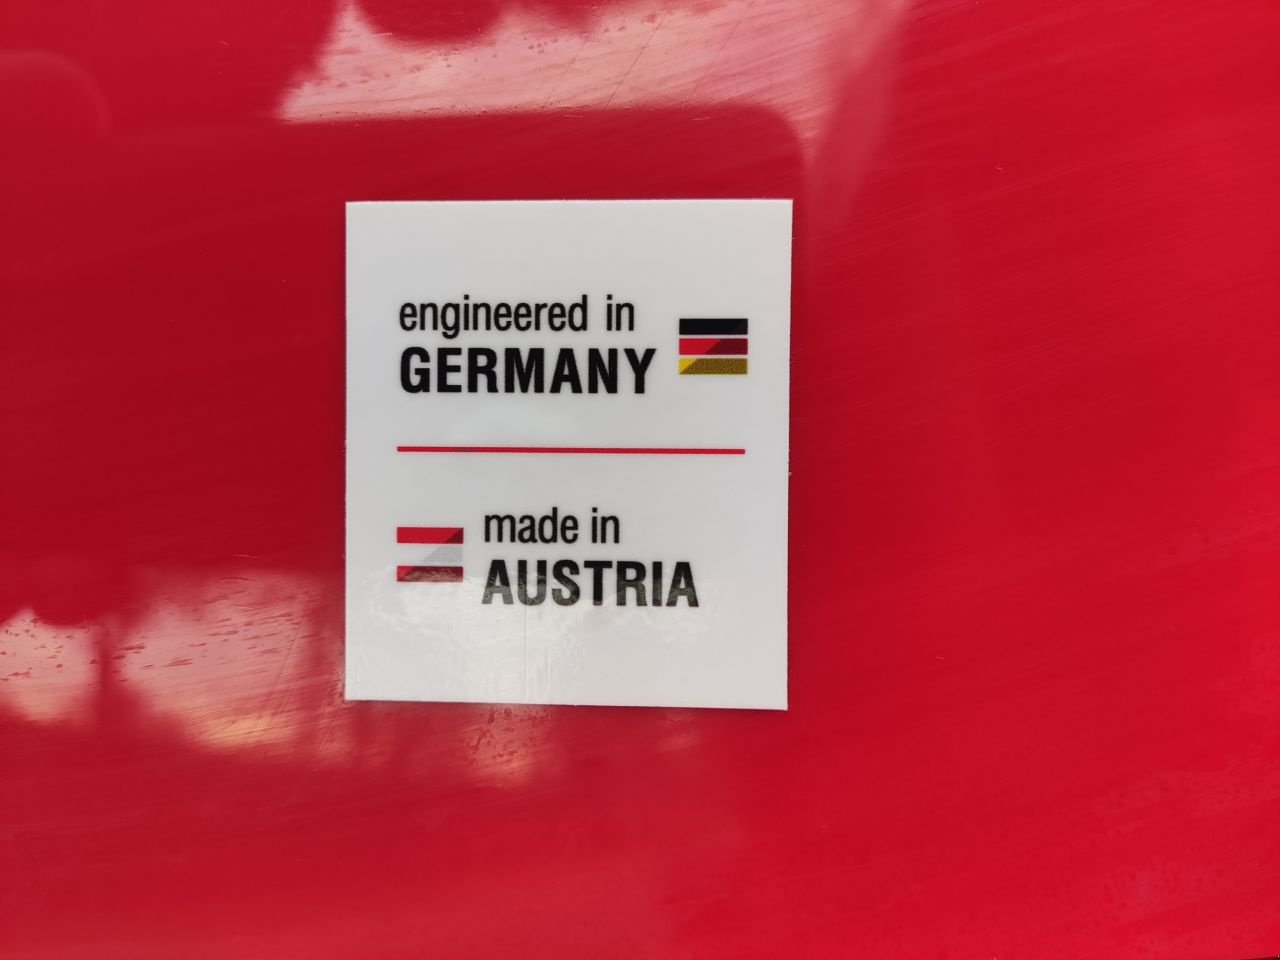 engineered in
GERMANY
made in
AUSTRIA